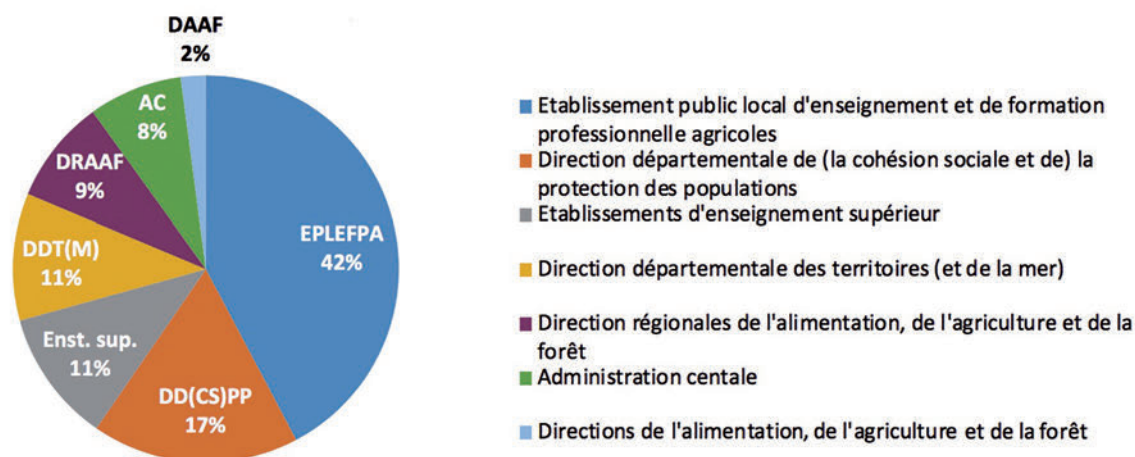 DAAF
2%
AC
8%
DRAAF
9%
DDT(M)
11%
Enst. sup.
11%
DD(CS)PP
17%
EPLEFPA
42%
Etablissement public local d'enseignement et de formation
professionnelle agricoles
Direction départementale de (la cohésion sociale et de) la
protection des populations
Etablissements d'enseignement supérieur
Direction départementale des territoires (et de la mer)
Direction régionales de l'alimentation, de l'agriculture et de la
forêt
Administration centale
Directions de l'alimentation, de l'agriculture et de la forêt